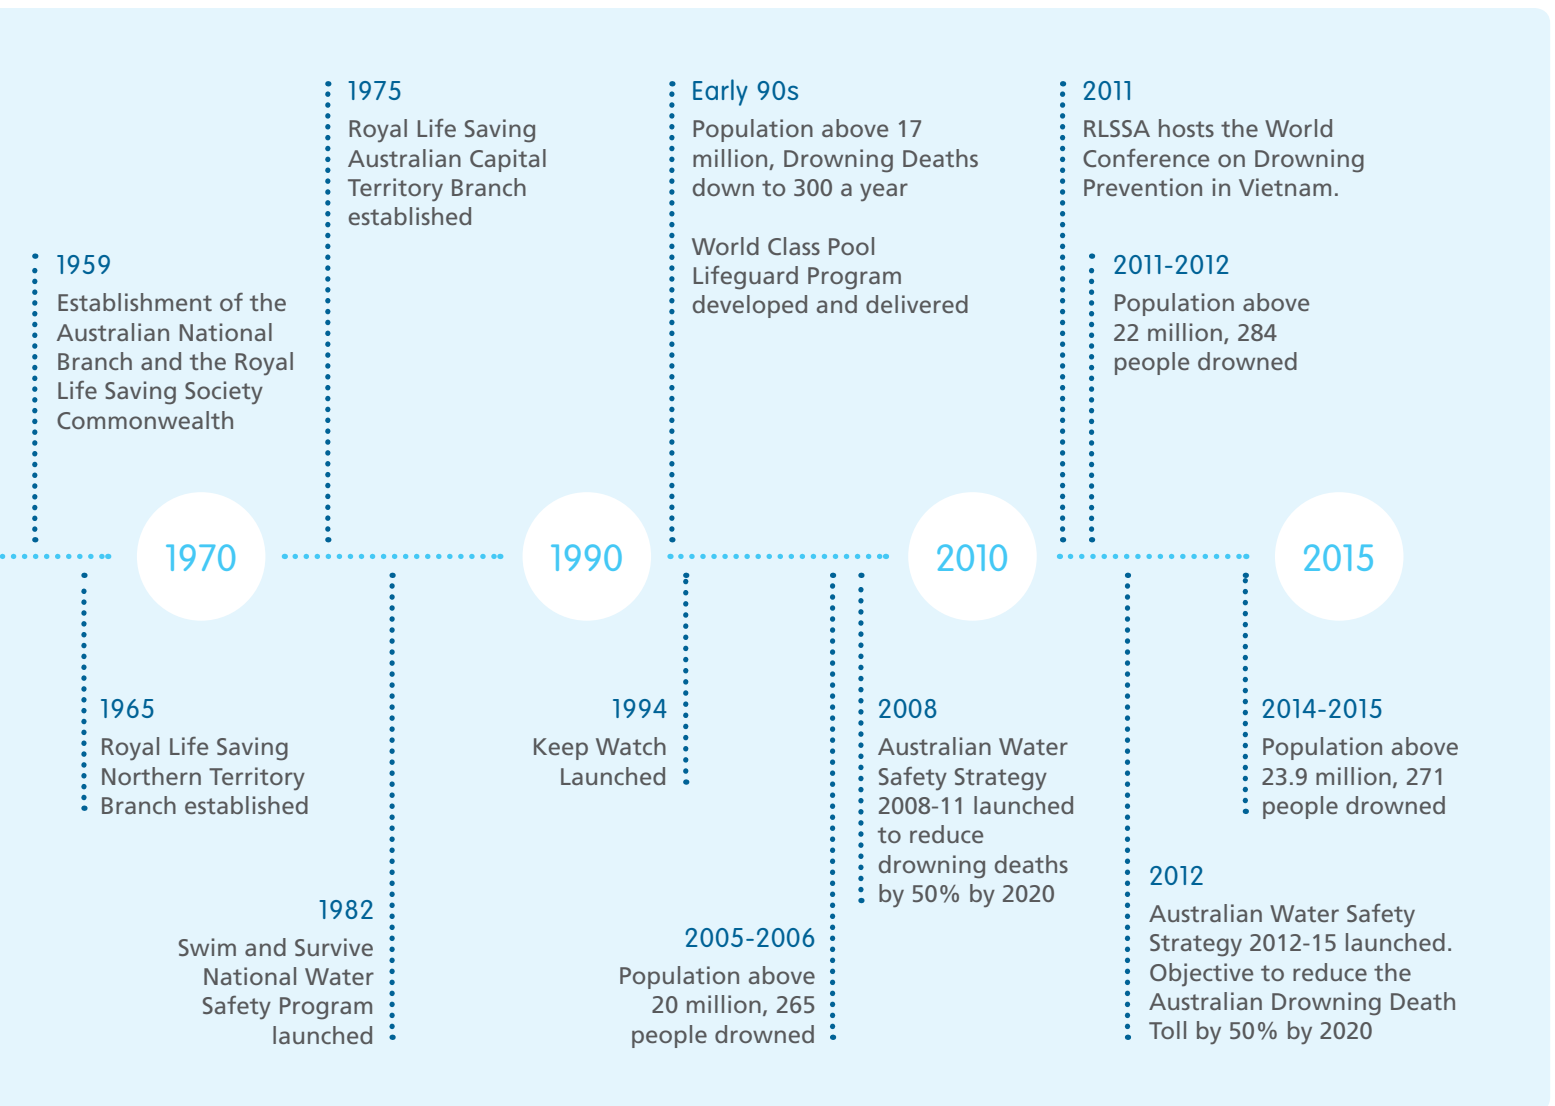 1975
Royal Life Saving
Australian Capital
Territory Branch
established
Early 90s
Population above 17
million, Drowning Deaths
down to 300 a year
World Class Pool
Lifeguard Program
developed and delivered
2011
RLSSA hosts the World
Conference on Drowning
Prevention in Vietnam.
1959
Establishment of the
Australian National
Branch and the Royal
Life Saving Society
Commonwealth
2011-2012
Population above
22 million, 284
people drowned
1970
1990
2010
2015
1965
Royal Life Saving
Northern Territory
Branch established
1994
Keep Watch
Launched
2008
Australian Water
Safety Strategy
2008-11 launched
to reduce
drowning deaths
by 50% by 2020
2014-2015
Population above
23.9 million, 271
people drowned
1982
Swim and Survive
National Water
Safety Program
launched
2005-2006
Population above
20 million, 265
people drowned
2012
Australian Water Safety
Strategy 2012-15 launched.
Objective to reduce the
Australian Drowning Death
Toll by 50% by 2020